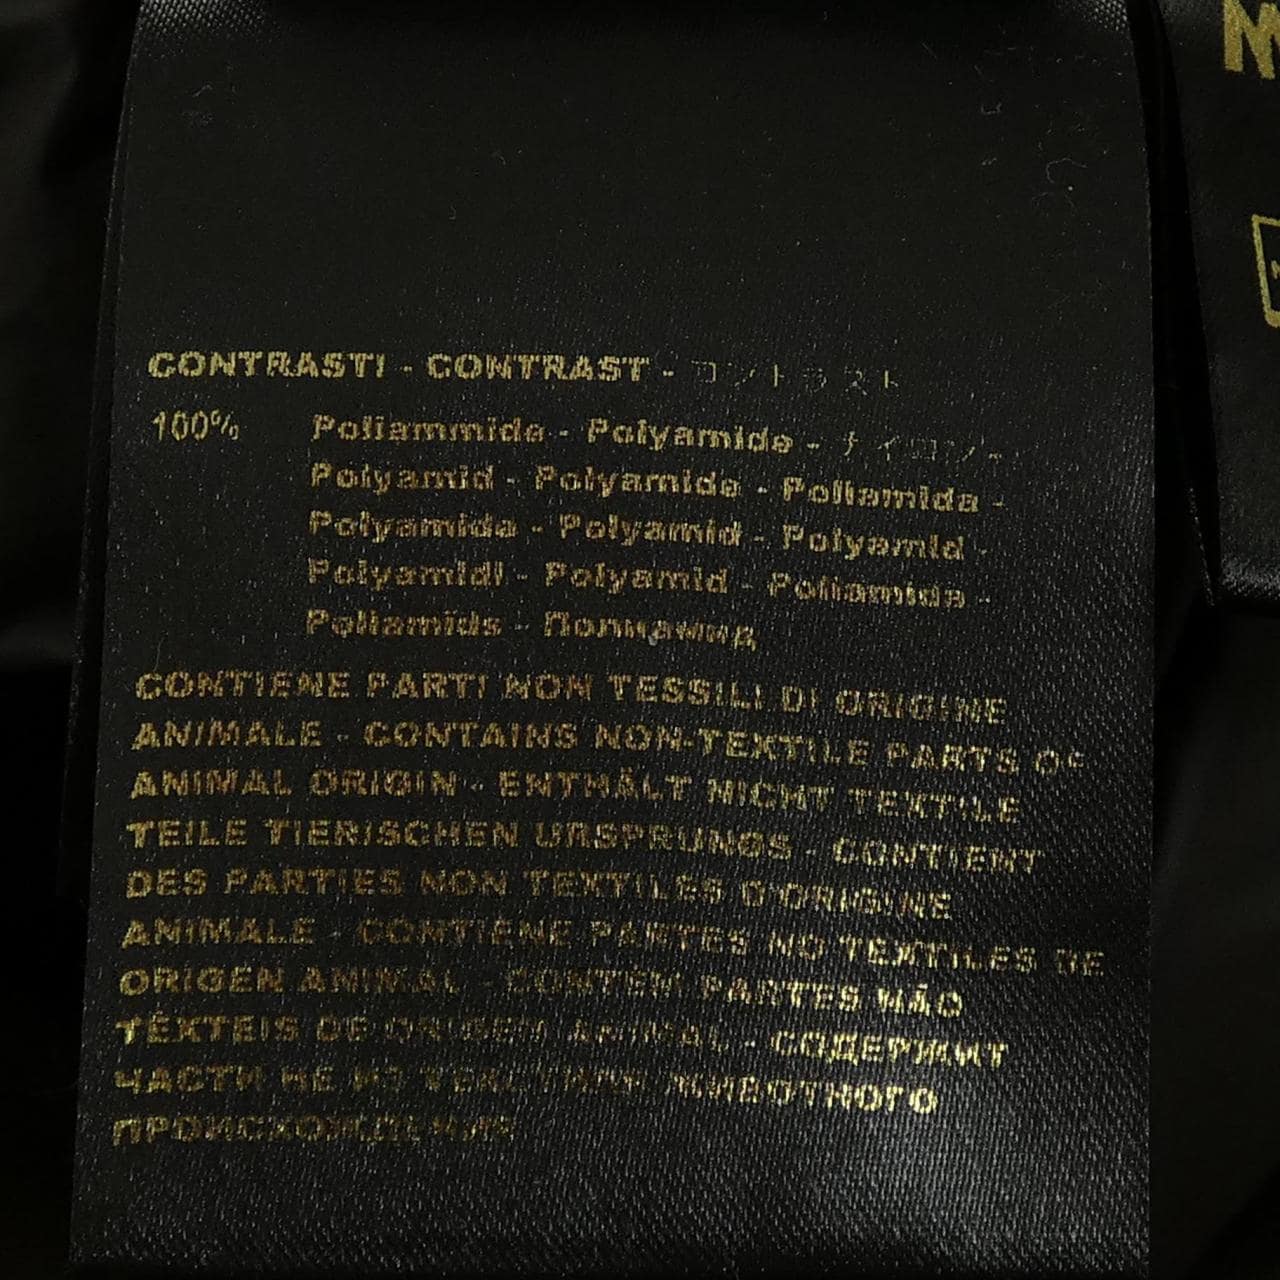 CONTRASTI - CONTRAST - コントラスト
100% Poliammide - Polyamide - ナイロン -
Polyamid - Polyamide - Poliamida -
Polyamide - Polyamid - Polyamid -
Polyamidi - Polyamid - Poliamida -
Poliamids - Полиамид
CONTIENE PARTI NON TESSILI DI ORIGINE
ANIMALE - CONTAINS NON-TEXTILE PARTS OF
ANIMAL ORIGIN - ENTHÄLT NICHT TEXTILE
TEILE TIERISCHEN URSPRUNGS - CONTIENT
DES PARTIES NON TEXTILES D'ORIGINE
ANIMALE - CONTIENE PARTES NO TEXTILES DE
ORIGEN ANIMAL - CONTÉM PARTES NÃO
TÊXTEIS DE ORIGEM ANIMAL - СОДЕРЖИТ
ЧАСТИ НЕ ИЗ ТЕКСТИЛЯ ЖИВОТНОГО
ПРОИСХОЖДЕНИЯ
M